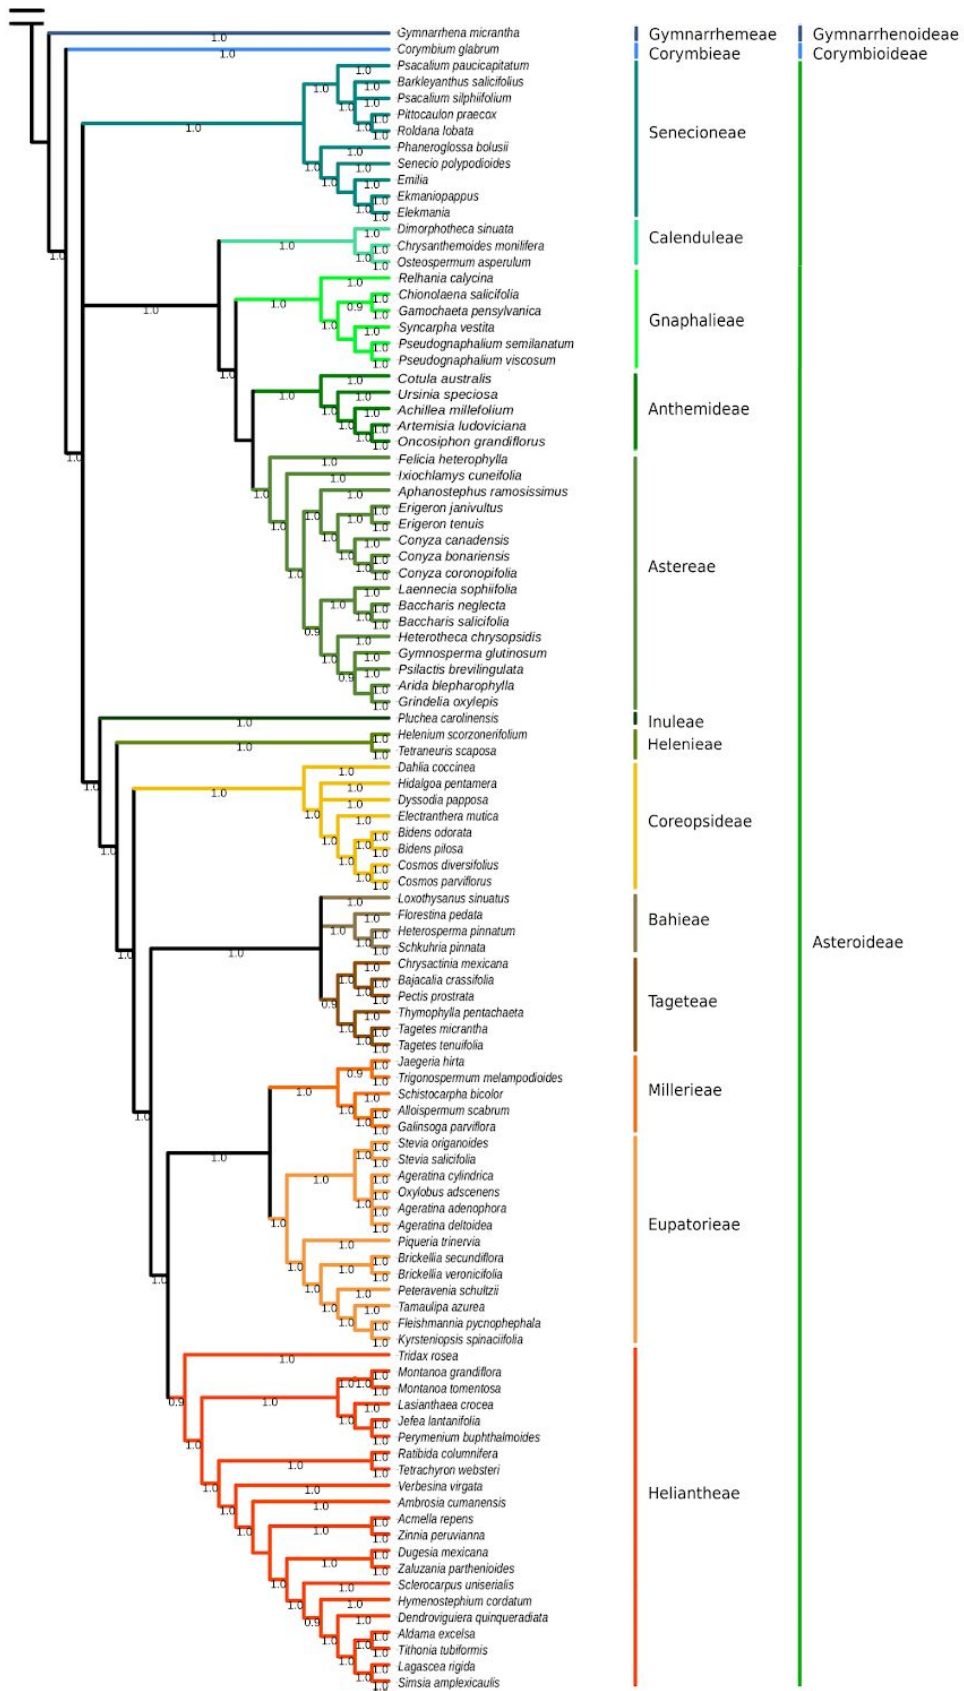 Gymnarrhena micrantha
Gymnarrhemeae
Gymnarrhenoideae
Corymbium glabrum
Corymbieae
Corymbioideae
Psacalium paucicapitatum
Barkleyanthus salicifolius
Psacalium silphiifolium
Pittocaulon praecox
Roldana lobata
Senecioneae
Phaneroglossa bolusii
Senecio polypodioides
Emilia
Ekmaniopappus
Elekmania
Dimorphotheca sinuata
Calenduleae
Chrysanthemoides monilifera
Osteospermum asperulum
Relhania calycina
Chionolaena salicifolia
Gamochaeta pensylvanica
Gnaphalieae
Syncarpha vestita
Pseudognaphalium semilanatum
Pseudognaphalium viscosum
Cotula australis
Ursinia speciosa
Achillea millefolium
Anthemideae
Artemisia ludoviciana
Oncosiphon grandiflorus
Felicia heterophylla
Ixiochlamys cuneifolia
Aphanostephus ramosissimus
Erigeron janivultus
Erigeron tenuis
Conyza canadensis
Conyza bonariensis
Astereae
Conyza coronopifolia
Laennecia sophiifolia
Baccharis neglecta
Baccharis salicifolia
Heterotheca chrysopsidis
Gymnosperma glutinosum
Psilactis brevilingulata
Arida blepharophylla
Grindelia oxylepis
Pluchea carolinensis
Inuleae
Helenium scorzonerifolium
Helenieae
Tetraneuris scaposa
Dahlia coccinea
Hidalgoa pentamera
Dyssodia papposa
Electranthera mutica
Coreopsideae
Bidens odorata
Bidens pilosa
Cosmos diversifolius
Cosmos parviflorus
Loxothysanus sinuatus
Florestina pedata
Bahieae
Heterosperma pinnatum
Asteroideae
Schkuhria pinnata
Chrysactinia mexicana
Bajacalia crassifolia
Pectis prostrata
Tageteae
Thymophylla pentachaeta
Tagetes micrantha
Tagetes tenuifolia
Jaegeria hirta
Trigonospermum melampodioides
Millerieae
Schistocarpha bicolor
Alloispermum scabrum
Galinsoga parviflora
Stevia origanoides
Stevia salicifolia
Ageratina cylindrica
Oxylobus adscenens
Ageratina adenophora
Ageratina deltoidea
Eupatorieae
Piqueria trinervia
Brickellia secundiflora
Brickellia veronicifolia
Peteravenia schultzii
Tamaulipa azurea
Fleishmannia pycnophephala
Kyrsteniopsis spinaciifolia
Tridax rosea
Montanoa grandiflora
Montanoa tomentosa
Lasianthaea crocea
Jefea lantanifolia
Perymenium buphthalmoides
Ratibida columnifera
Tetrachyron websteri
Verbesina virgata
Heliantheae
Ambrosia cumanensis
Acmella repens
Zinnia peruvianna
Dugesia mexicana
Zaluzania parthenioides
Sclerocarpus uniserialis
Hymenostephium cordatum
Dendroviguiera quinqueradiata
Aldama excelsa
Tithonia tubiformis
Lagascea rigida
Simsia amplexicaulis